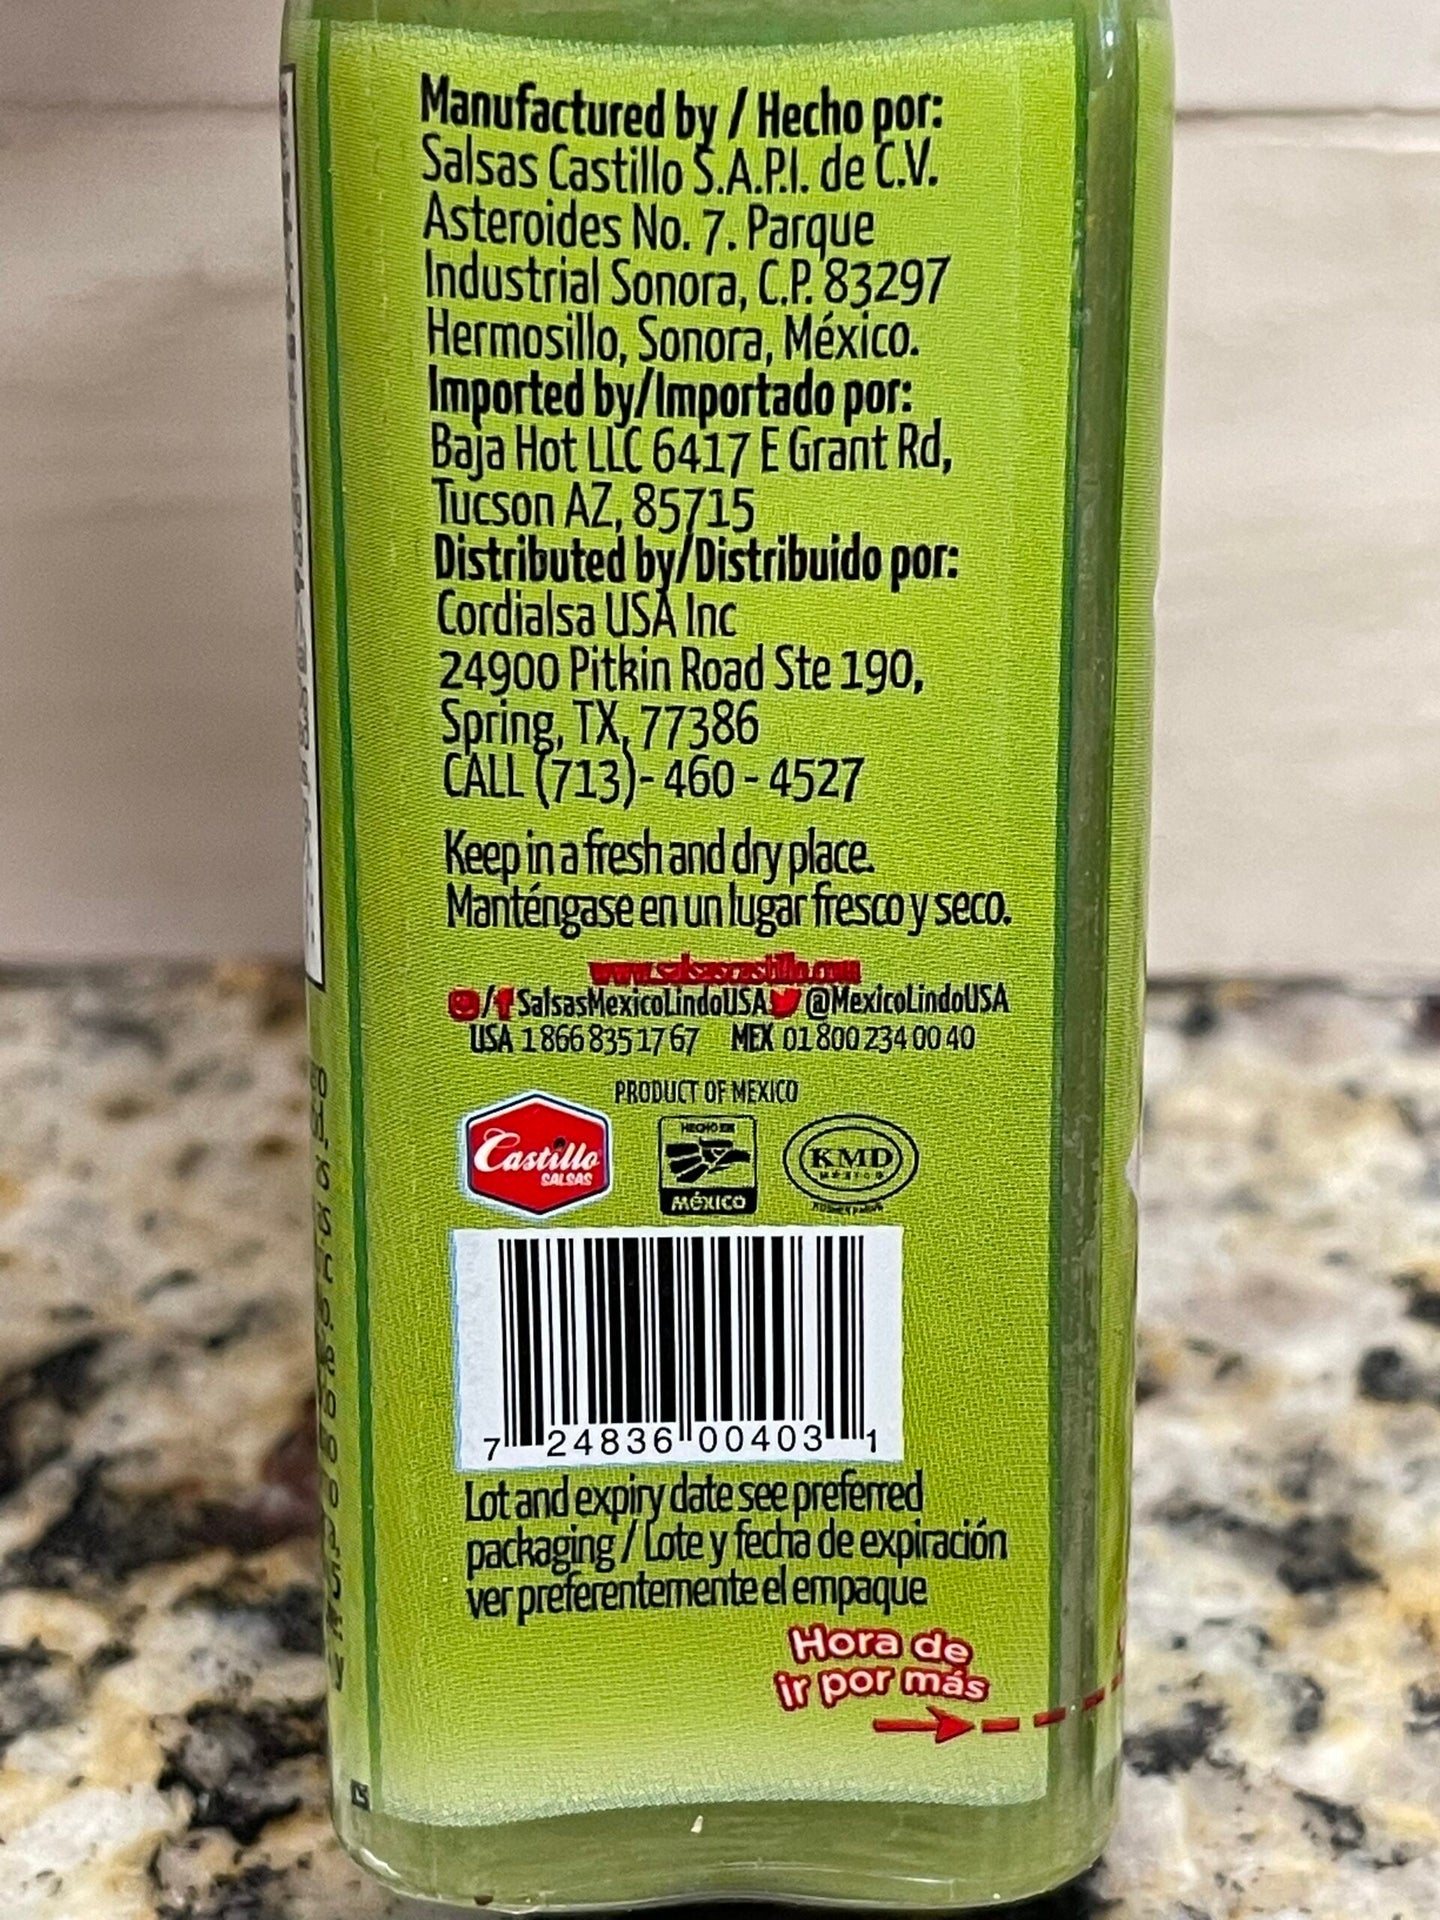 Manufactured by / Hecho por:
Salsas Castillo S.A.P.I. de C.V.
Asteroides No. 7. Parque
Industrial Sonora, C.P. 83297
Hermosillo, Sonora, México.
Imported by/Importado por:
Baja Hot LLC 6417 E Grant Rd,
Tucson AZ, 85715
Distributed by/Distribuido por:
Cordialsa USA Inc
24900 Pitkin Road Ste 190,
Spring, TX, 77386
CALL (713)- 460 - 4527
Keep in a fresh and dry place.
Manténgase en un lugar fresco y seco.
www.salsascastillo.com
/ SalsasMexicoLindoUSA @MexicoLindoUSA
USA 1 866 835 17 67 MEX 01 800 234 00 40
PRODUCT OF MEXICO
Castillo
SALSAS
HECHO EN
MÉXICO
KMD
MEXICO
7 24836 00403 1
Lot and expiry date see preferred
packaging / Lote y fecha de expiración
ver preferentemente el empaque
Hora de
ir por más